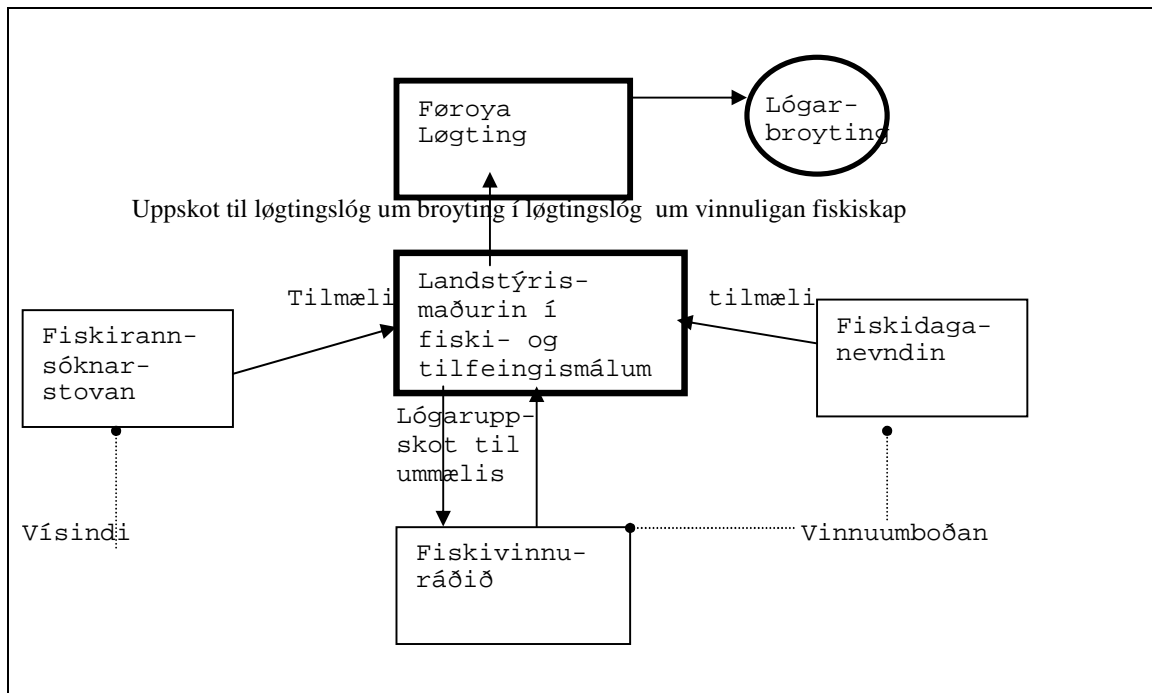 Føroya
Løgting
Lógar-
broyting
Uppskot til løgtingslóg um broyting í løgtingslóg  um vinnuligan fiskiskap
Tilmæli
Landstýris-
maðurin í
fiski- og
tilfeingismálum
tilmæli
Fiskirann-
sóknar-
stovan
Fiskidaga-
nevndin
Lógarupp-
skot til
ummælis
Vísindi
Fiskivinnu-
ráðið
Vinnuumboðan